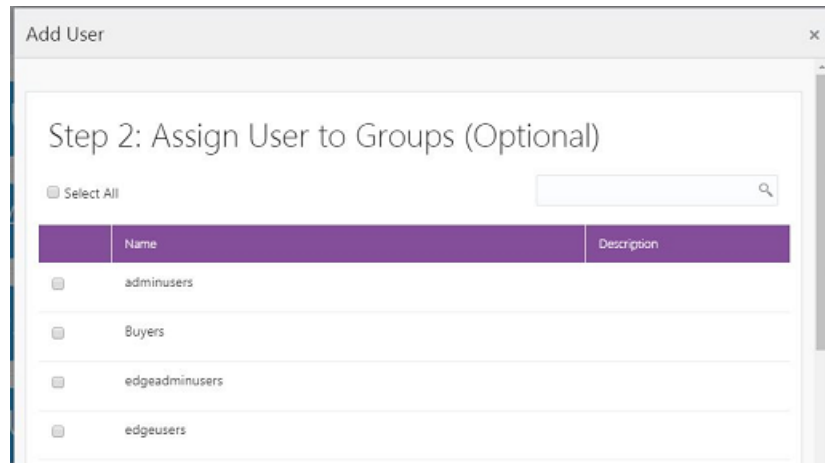 Add User
Step 2: Assign User to Groups (Optional)
Select All
Name Description
adminusers
Buyers
edgeadminusers
edgeusers